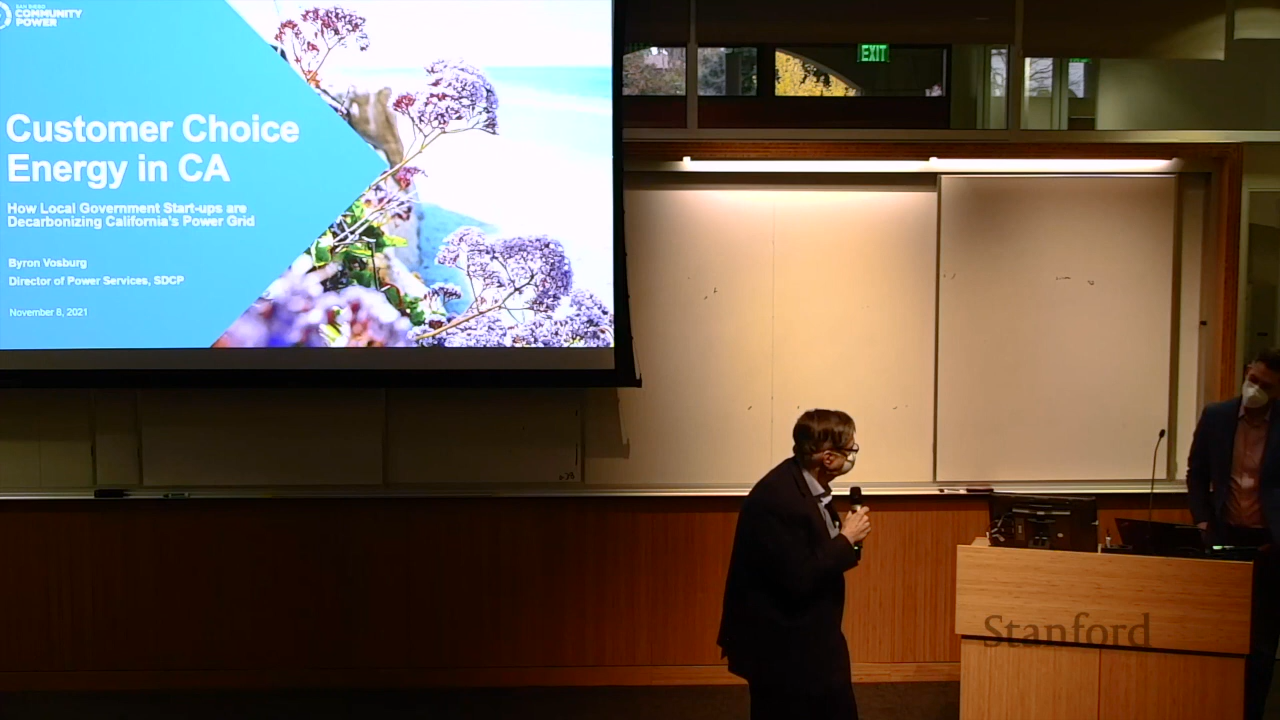 SAN DIEGO
COMMUNITY
POWER
Customer Choice
Energy in CA
How Local Government Start-ups are
Decarbonizing California's Power Grid
Byron Vosburg
Director of Power Services, SDCP
November 8, 2021
EXIT
Stanford